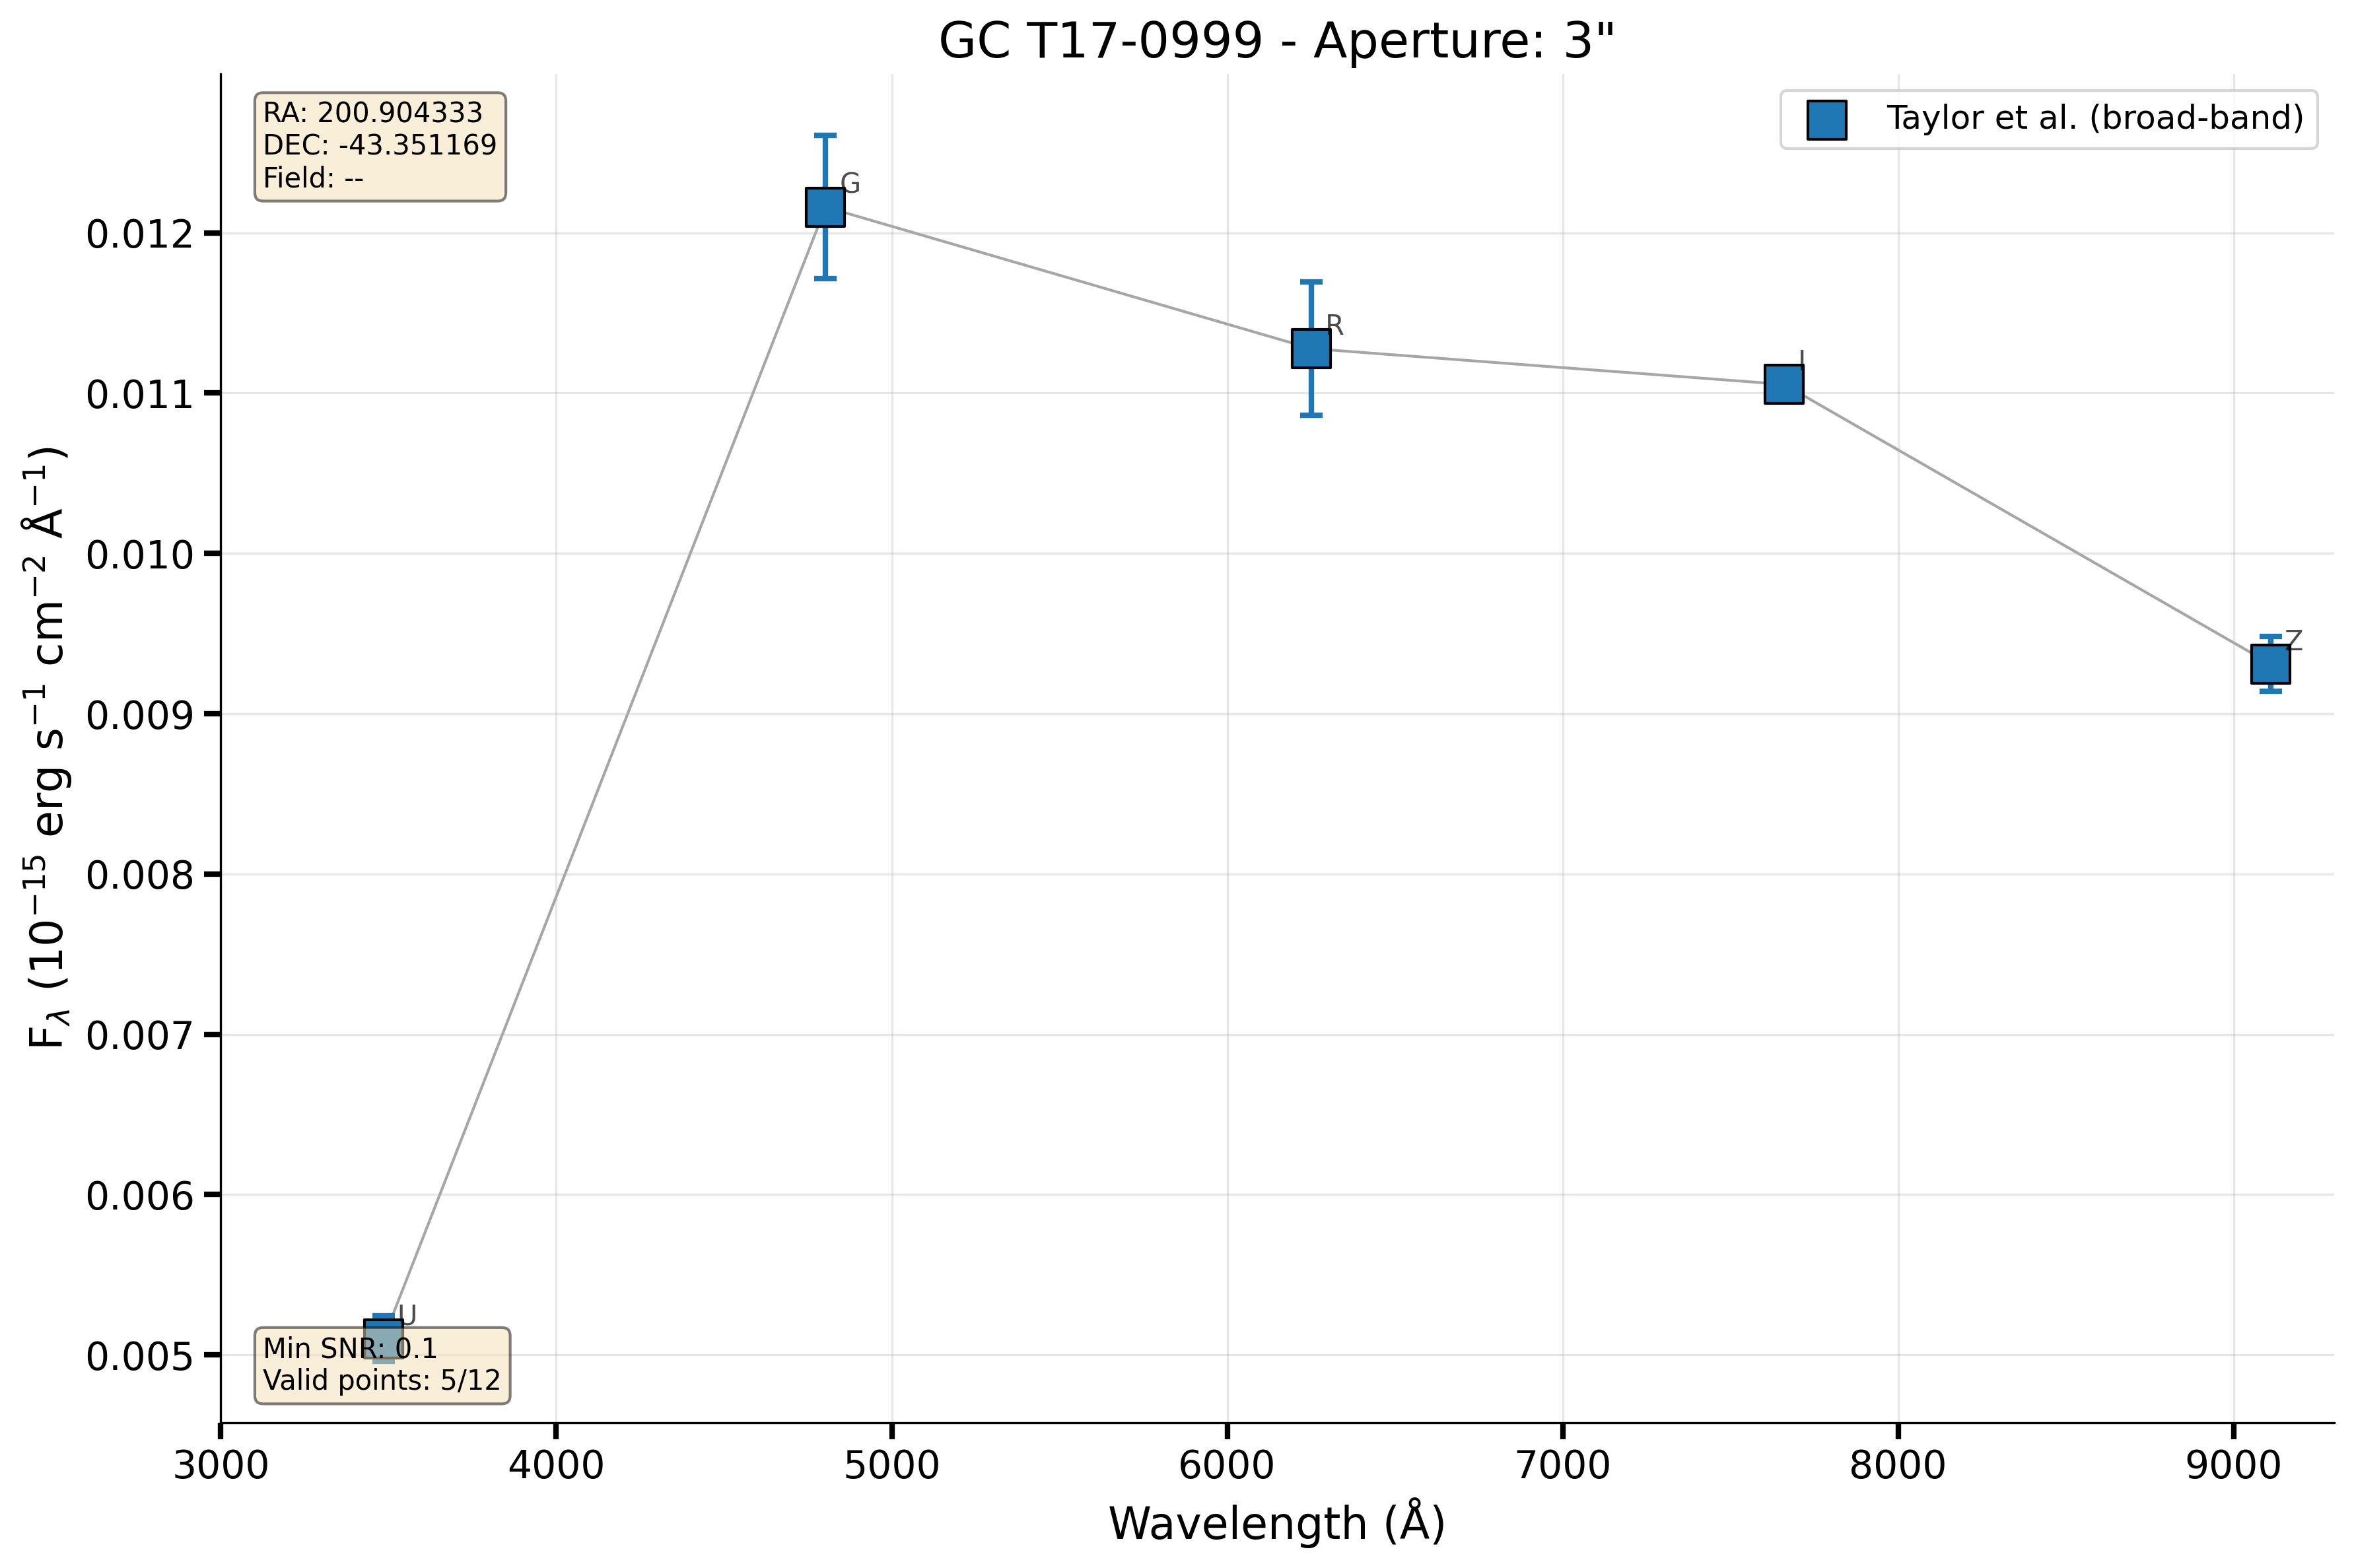 GC T17-0999 - Aperture: 3"
RA: 200.904333
DEC: -43.351169
Field: --
Taylor et al. (broad-band)
G
R
I
Z
U
Min SNR: 0.1
Valid points: 5/12
0.012
0.011
0.010
0.009
0.008
0.007
0.006
0.005
F_λ (10⁻¹⁵ erg s⁻¹ cm⁻² Å⁻¹)
3000 4000 5000 6000 7000 8000 9000
Wavelength (Å)